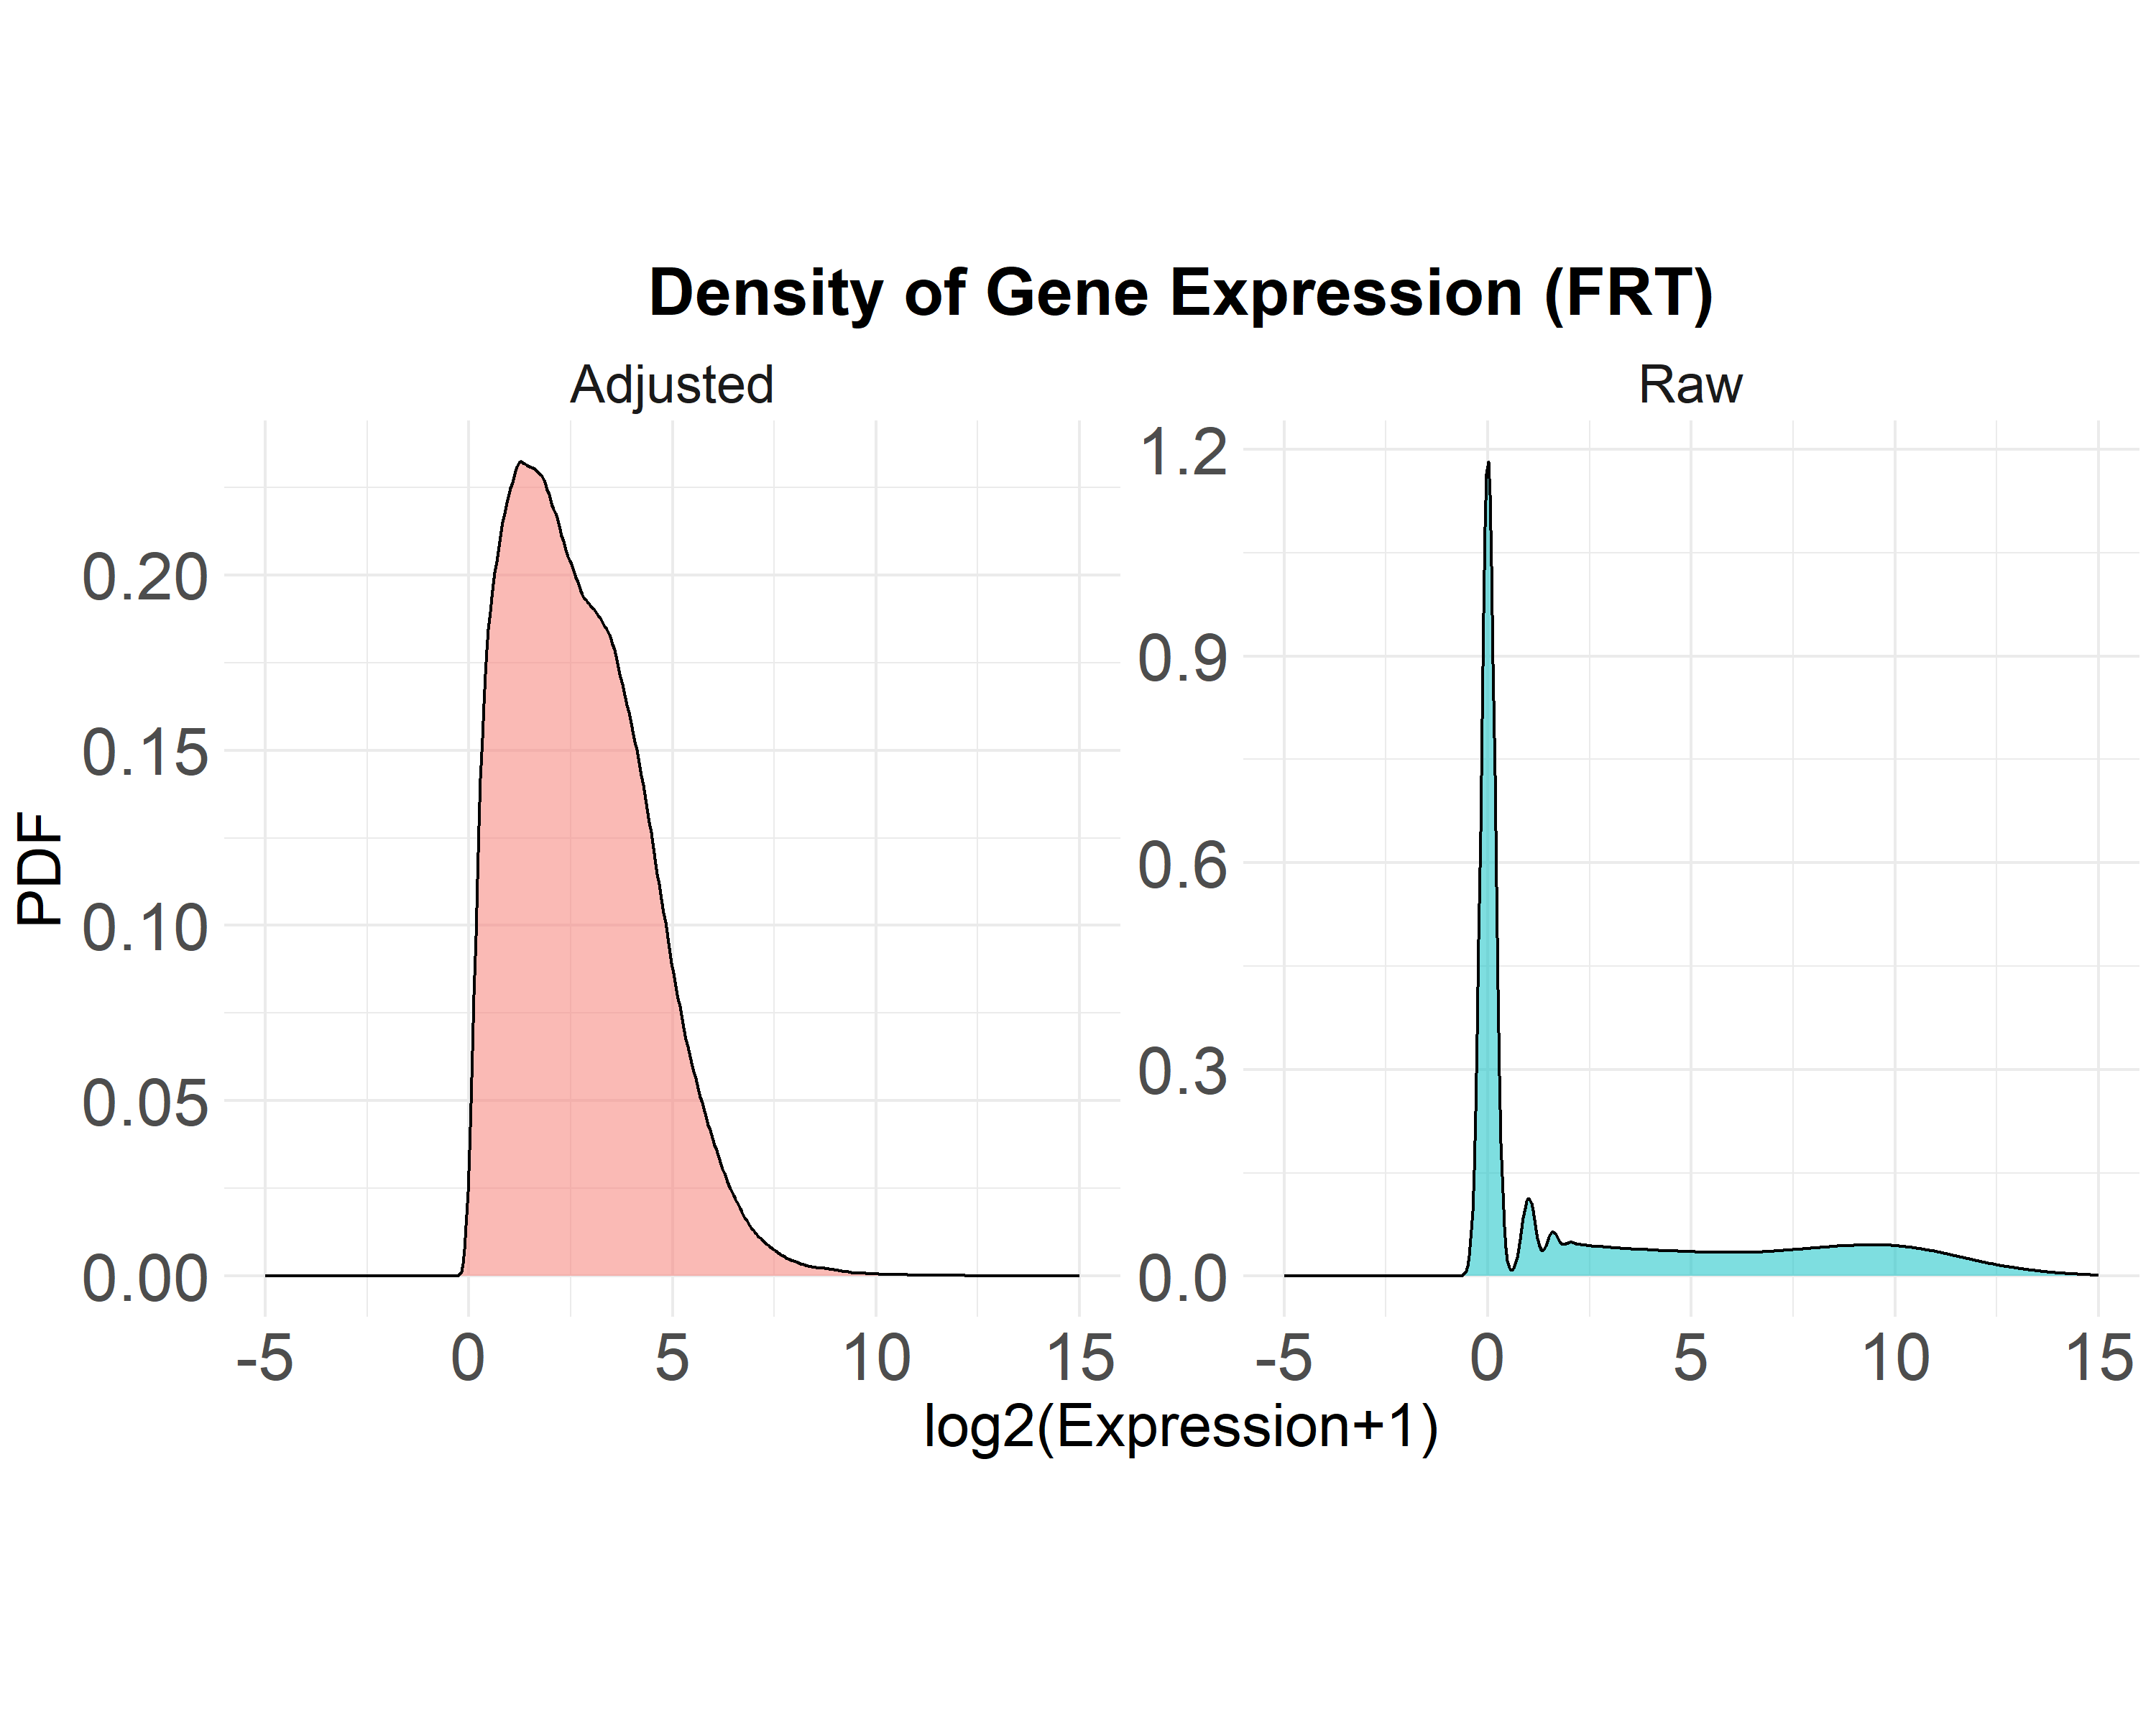 Density of Gene Expression (FRT)
Adjusted
Raw
PDF
0.20
0.15
0.10
0.05
0.00
1.2
0.9
0.6
0.3
0.0
-5 0 5 10 15
-5 0 5 10 15
log2(Expression+1)